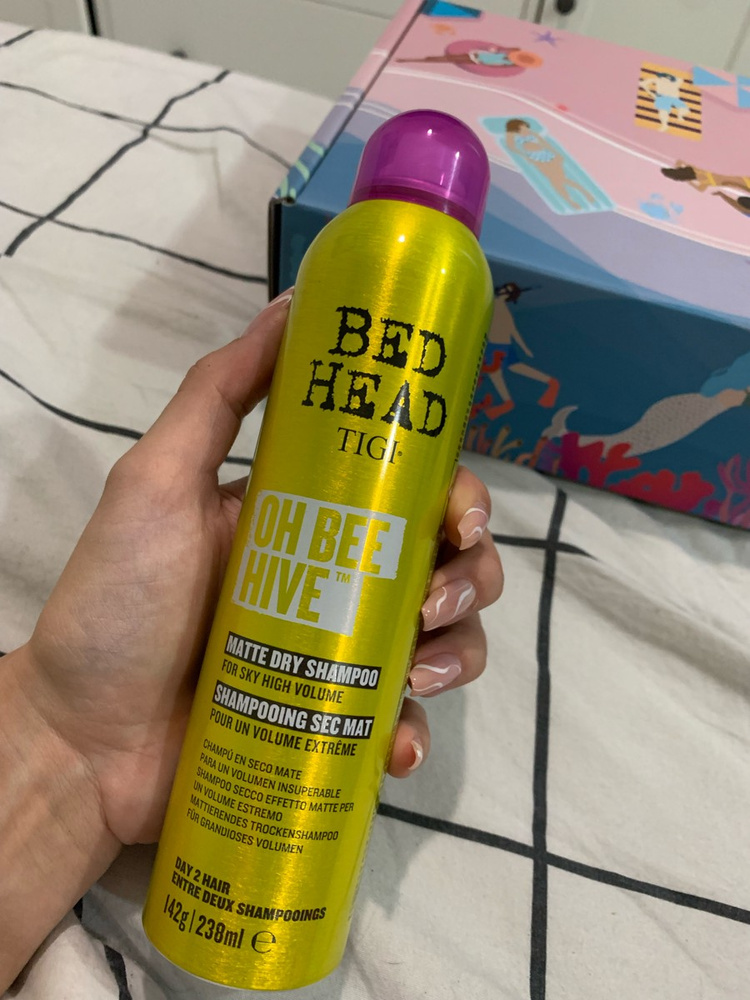 BED
HEAD
TIGI®
OH BEE
HIVE™
MATTE DRY SHAMPOO
FOR SKY HIGH VOLUME
SHAMPOOING SEC MAT
POUR UN VOLUME EXTRÊME
CHAMPÚ EN SECO MATE
PARA UN VOLUMEN INSUPERABLE
SHAMPOO SECCO EFFETTO MATTE PER
UN VOLUME ESTREMO
MATTIERENDES TROCKENSHAMPOO
FÜR GRANDIOSES VOLUMEN
DAY 2 HAIR
ENTRE DEUX SHAMPOOINGS
142g | 238ml ℮